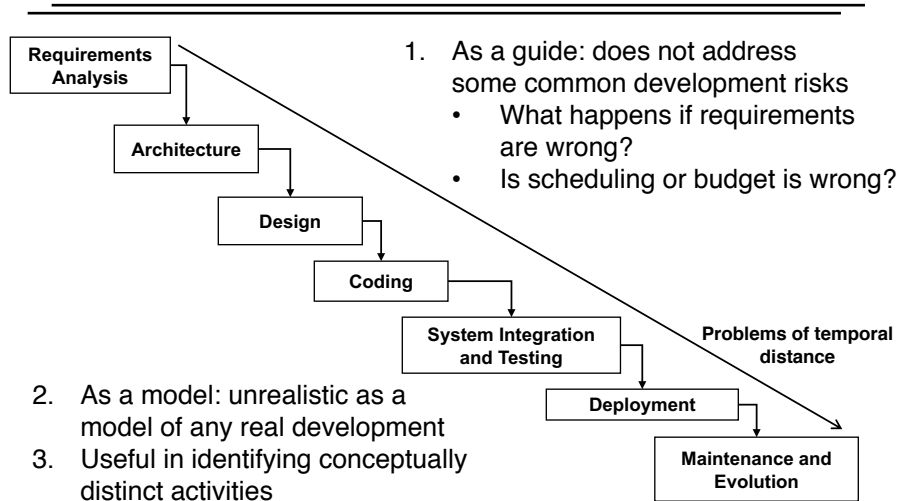 Requirements
Analysis
1. As a guide: does not address
some common development risks
• What happens if requirements
are wrong?
• Is scheduling or budget is wrong?
Architecture
Design
Coding
System Integration
and Testing
Problems of temporal
distance
2. As a model: unrealistic as a
model of any real development
3. Useful in identifying conceptually
distinct activities
Deployment
Maintenance and
Evolution